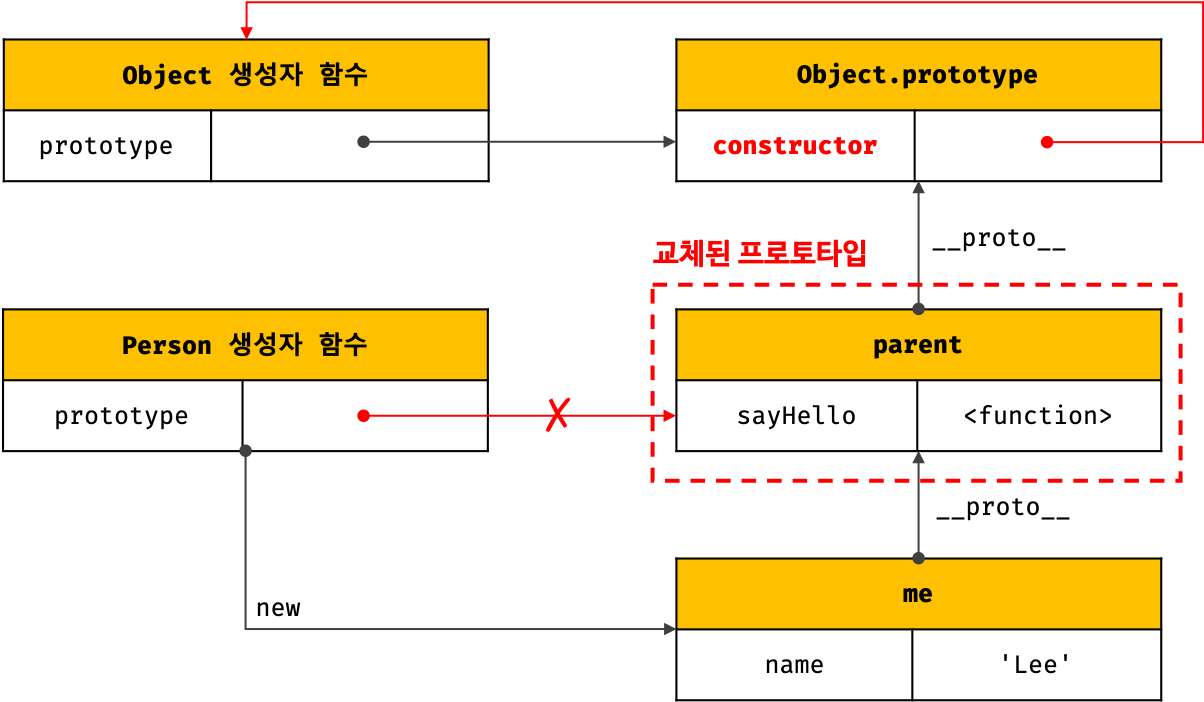 Object 생성자 함수
Object.prototype
prototype
constructor
__proto__
교체된 프로토타입
Person 생성자 함수
parent
prototype
sayHello
<function>
__proto__
me
new
name
'Lee'